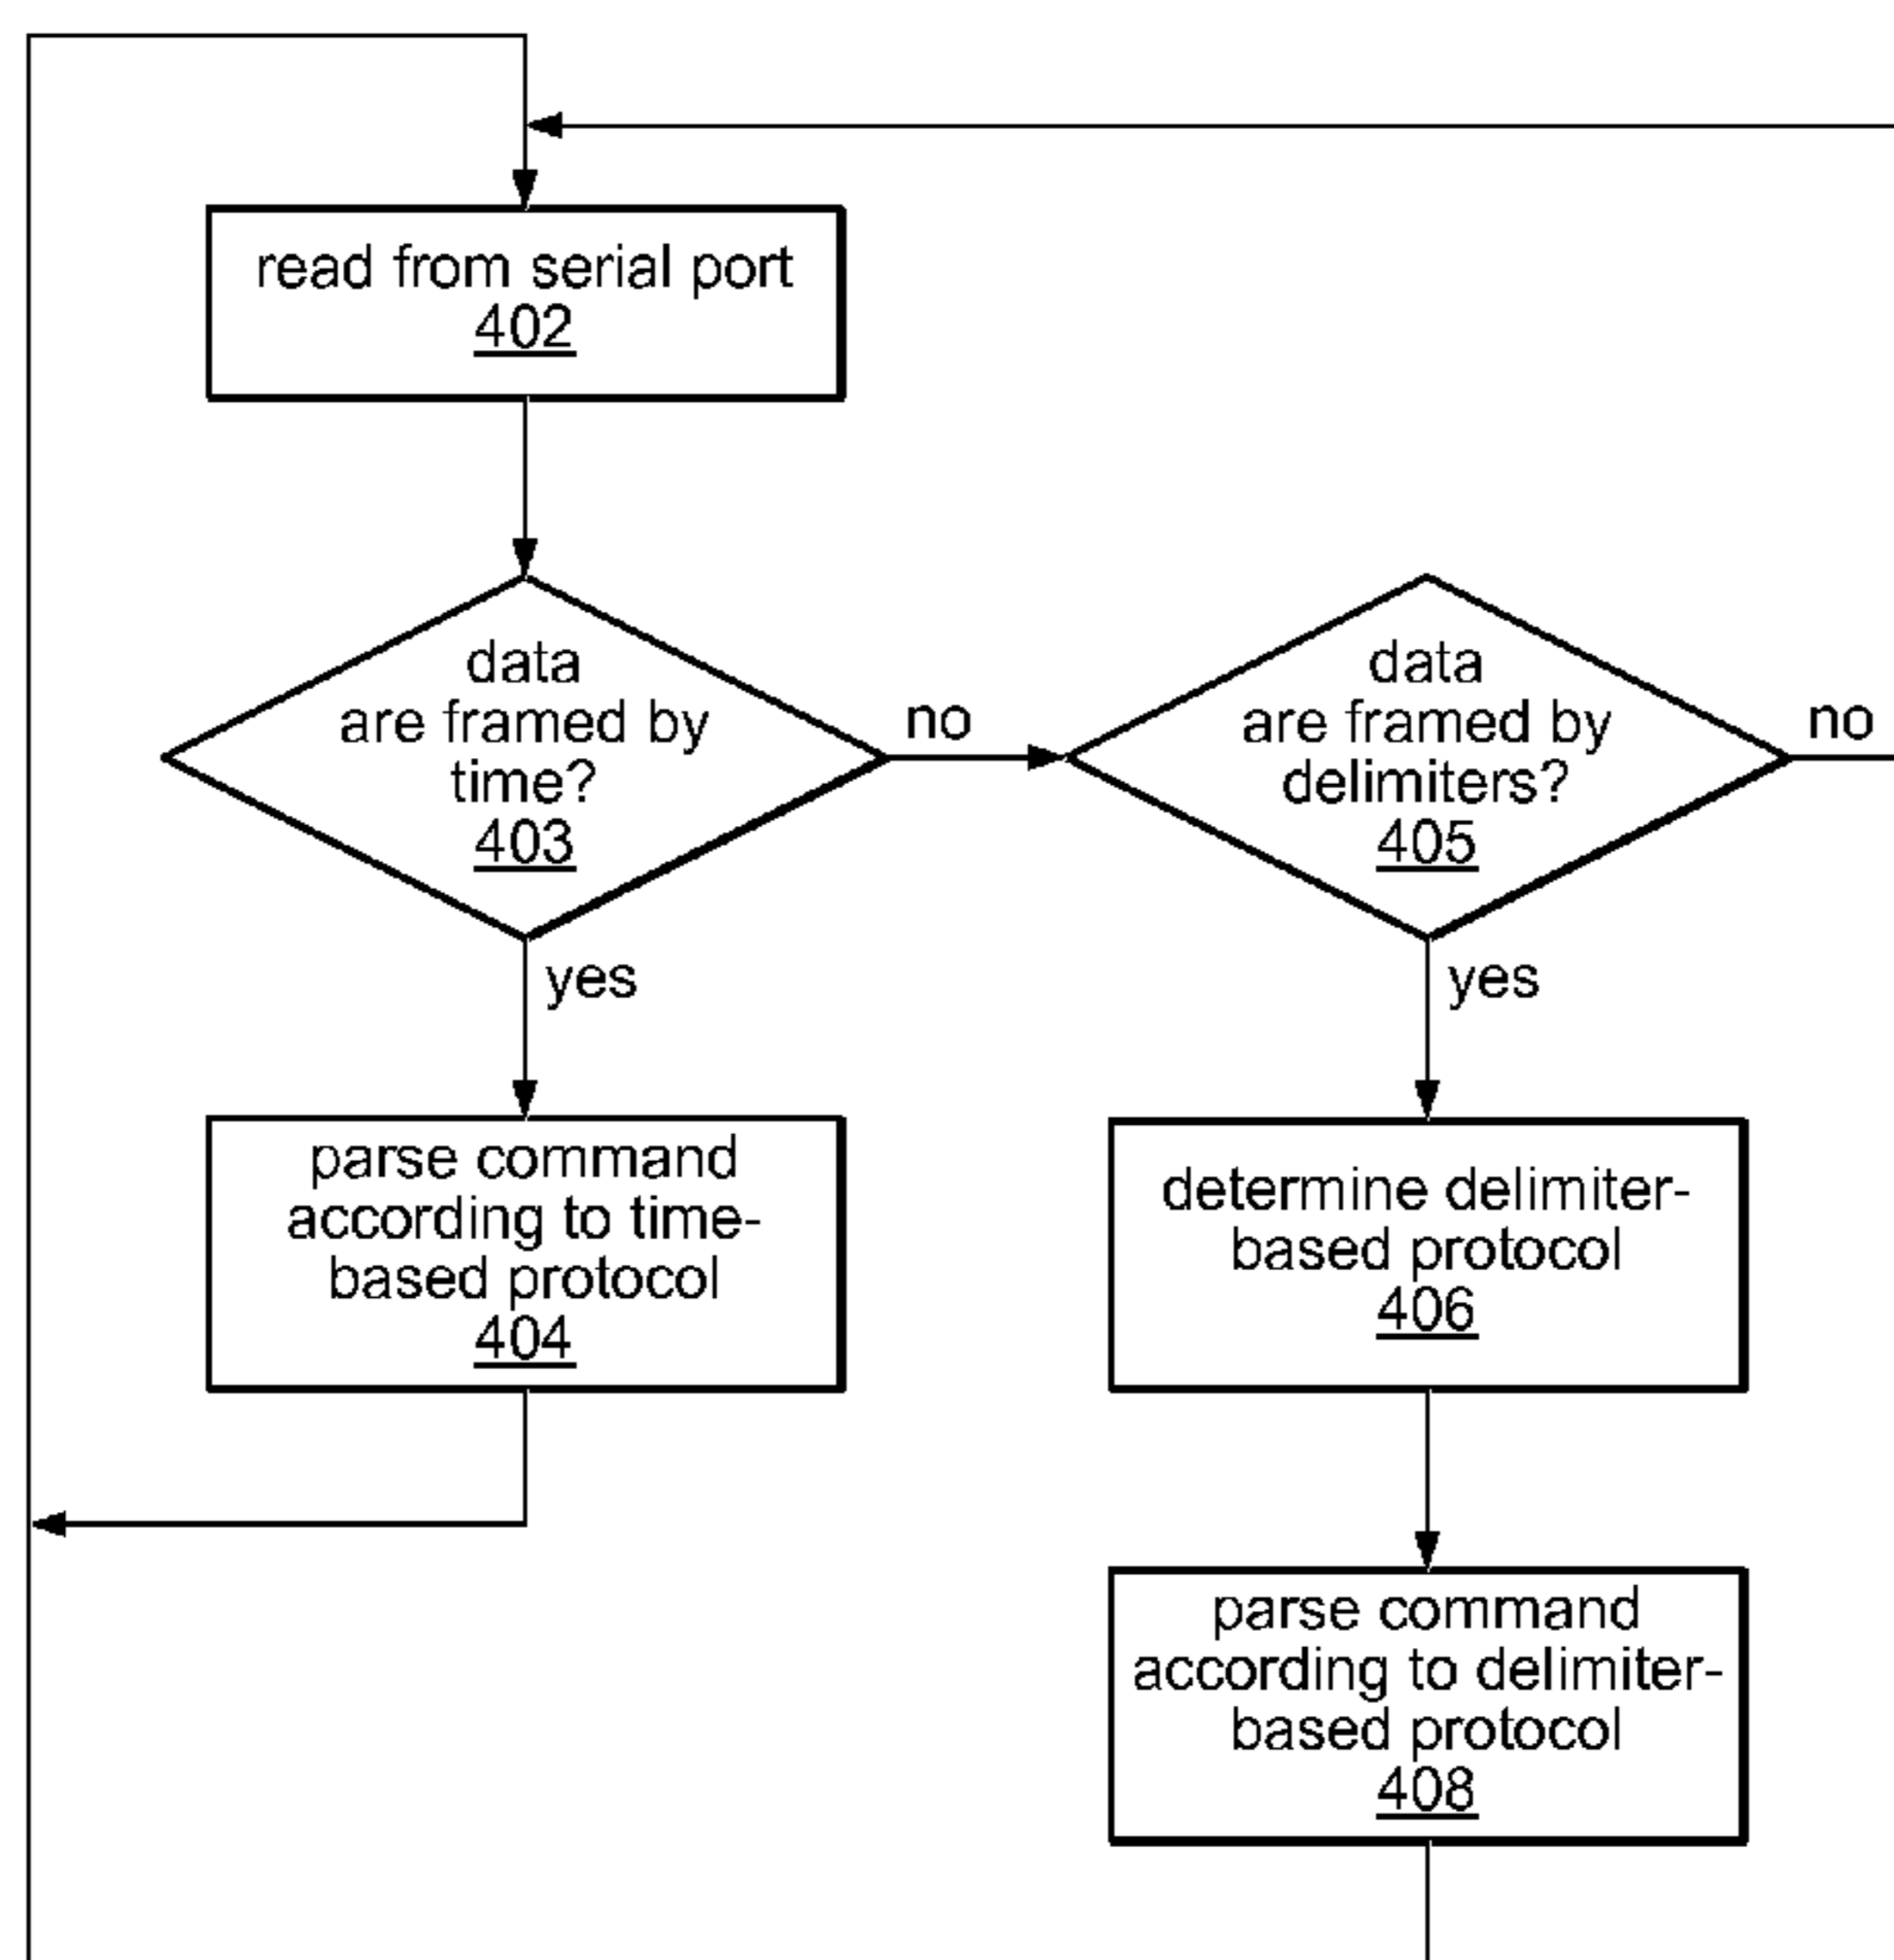 read from serial port
402
data
are framed by
time?
403
no
data
are framed by
delimiters?
405
no
yes
yes
parse command
according to time-
based protocol
404
determine delimiter-
based protocol
406
parse command
according to delimiter-
based protocol
408